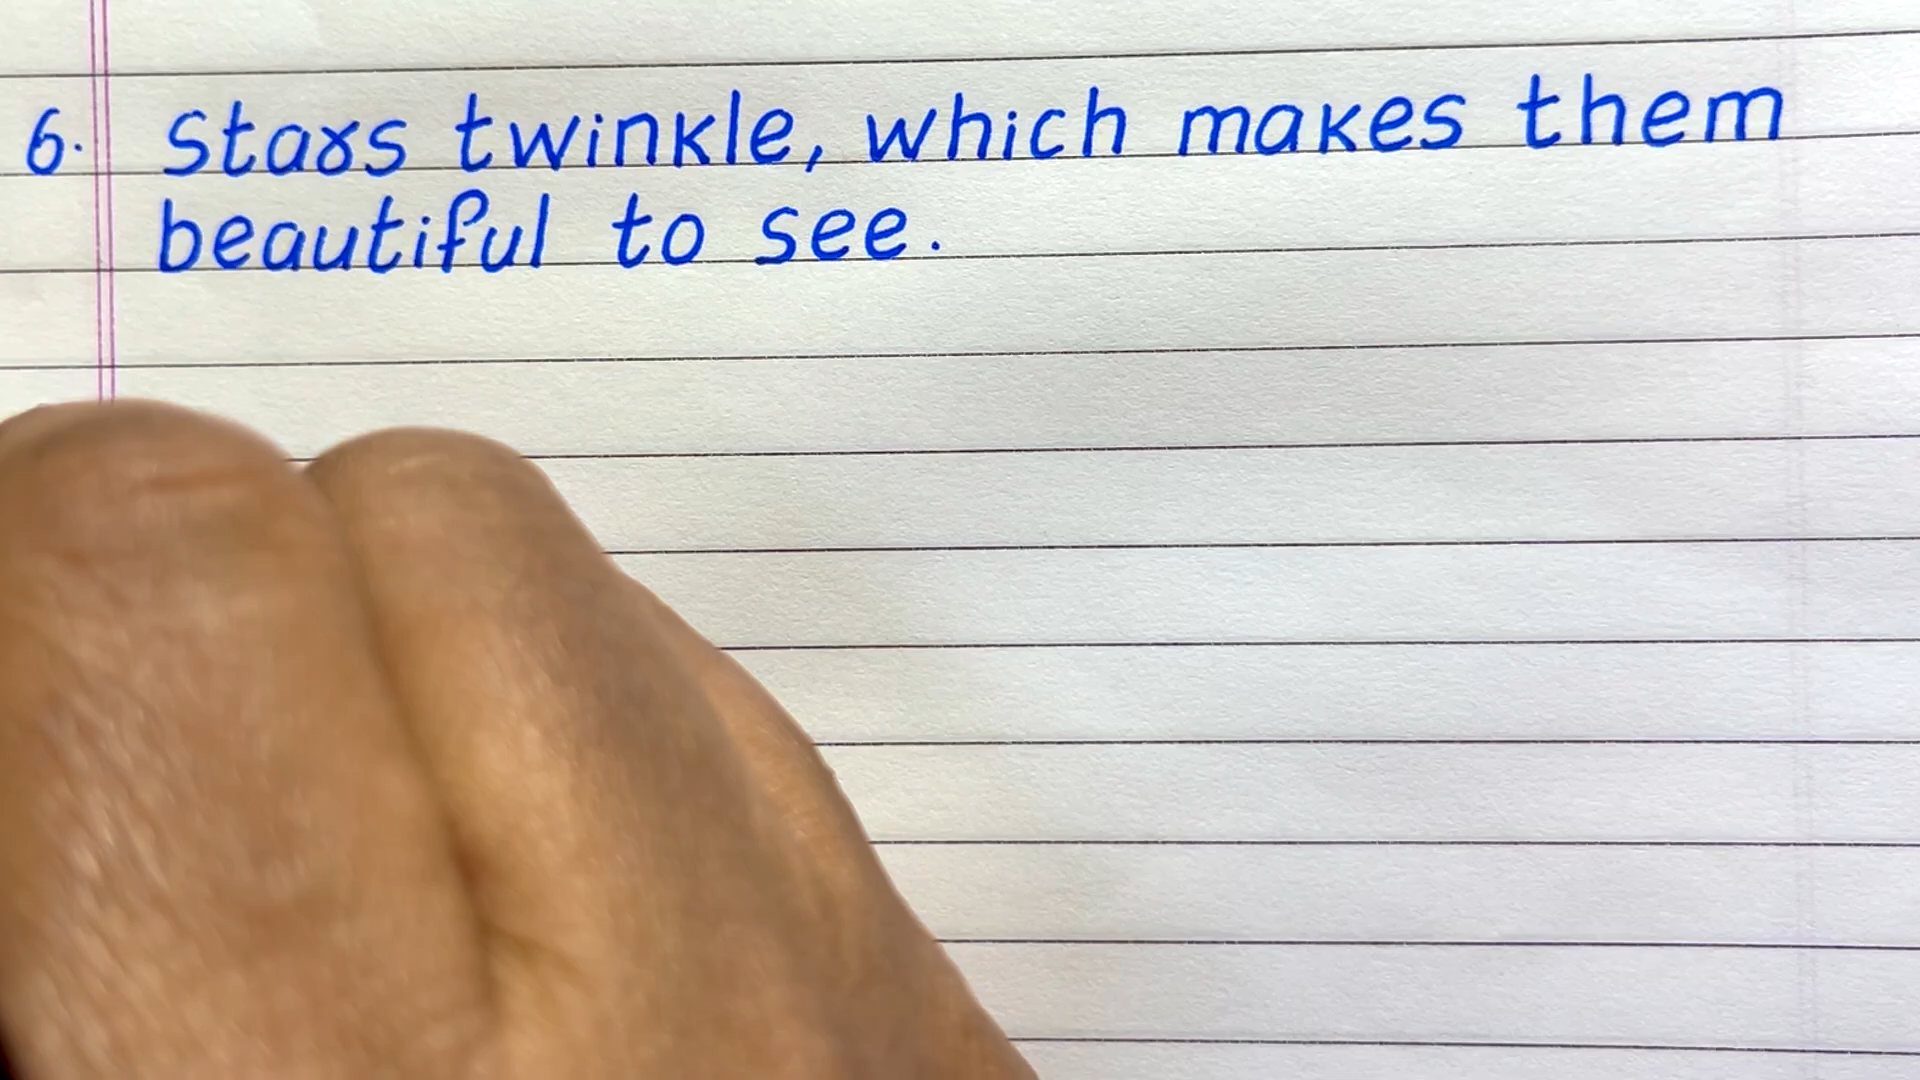 6. Stars twinkle, which makes them
beautiful to see.